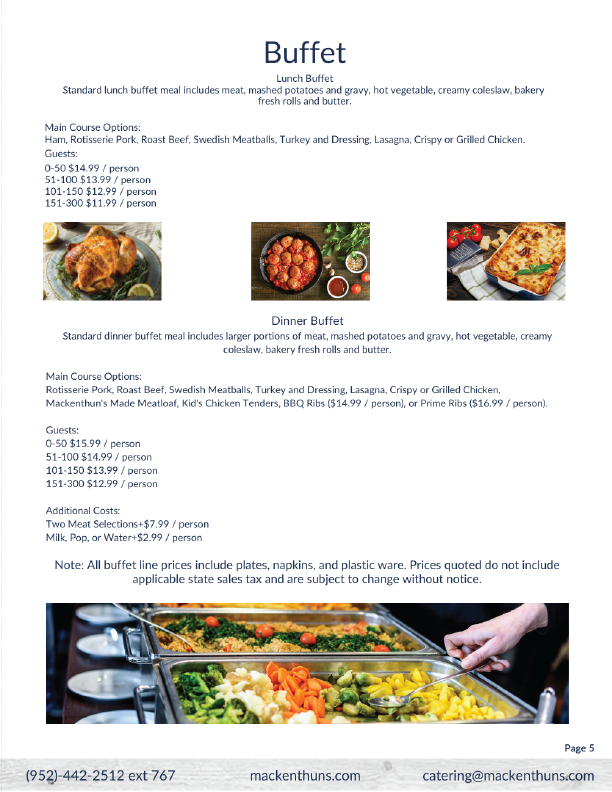 Buffet
Lunch Buffet
Standard lunch buffet meal includes meat, mashed potatoes and gravy, hot vegetable, creamy coleslaw, bakery
fresh rolls and butter.
Main Course Options:
Ham, Rotisserie Pork, Roast Beef, Swedish Meatballs, Turkey and Dressing, Lasagna, Crispy or Grilled Chicken.
Guests:
0-50 $14.99 / person
51-100 $13.99 / person
101-150 $12.99 / person
151-300 $11.99 / person
Dinner Buffet
Standard dinner buffet meal includes larger portions of meat, mashed potatoes and gravy, hot vegetable, creamy
coleslaw, bakery fresh rolls and butter.
Main Course Options:
Rotisserie Pork, Roast Beef, Swedish Meatballs, Turkey and Dressing, Lasagna, Crispy or Grilled Chicken,
Mackenthun's Made Meatloaf, Kid's Chicken Tenders, BBQ Ribs ($14.99 / person), or Prime Ribs ($16.99 / person).
Guests:
0-50 $15.99 / person
51-100 $14.99 / person
101-150 $13.99 / person
151-300 $12.99 / person
Additional Costs:
Two Meat Selections+$7.99 / person
Milk, Pop, or Water+$2.99 / person
Note: All buffet line prices include plates, napkins, and plastic ware. Prices quoted do not include
applicable state sales tax and are subject to change without notice.
Page 5
(952)-442-2512 ext 767
mackenthuns.com
catering@mackenthuns.com